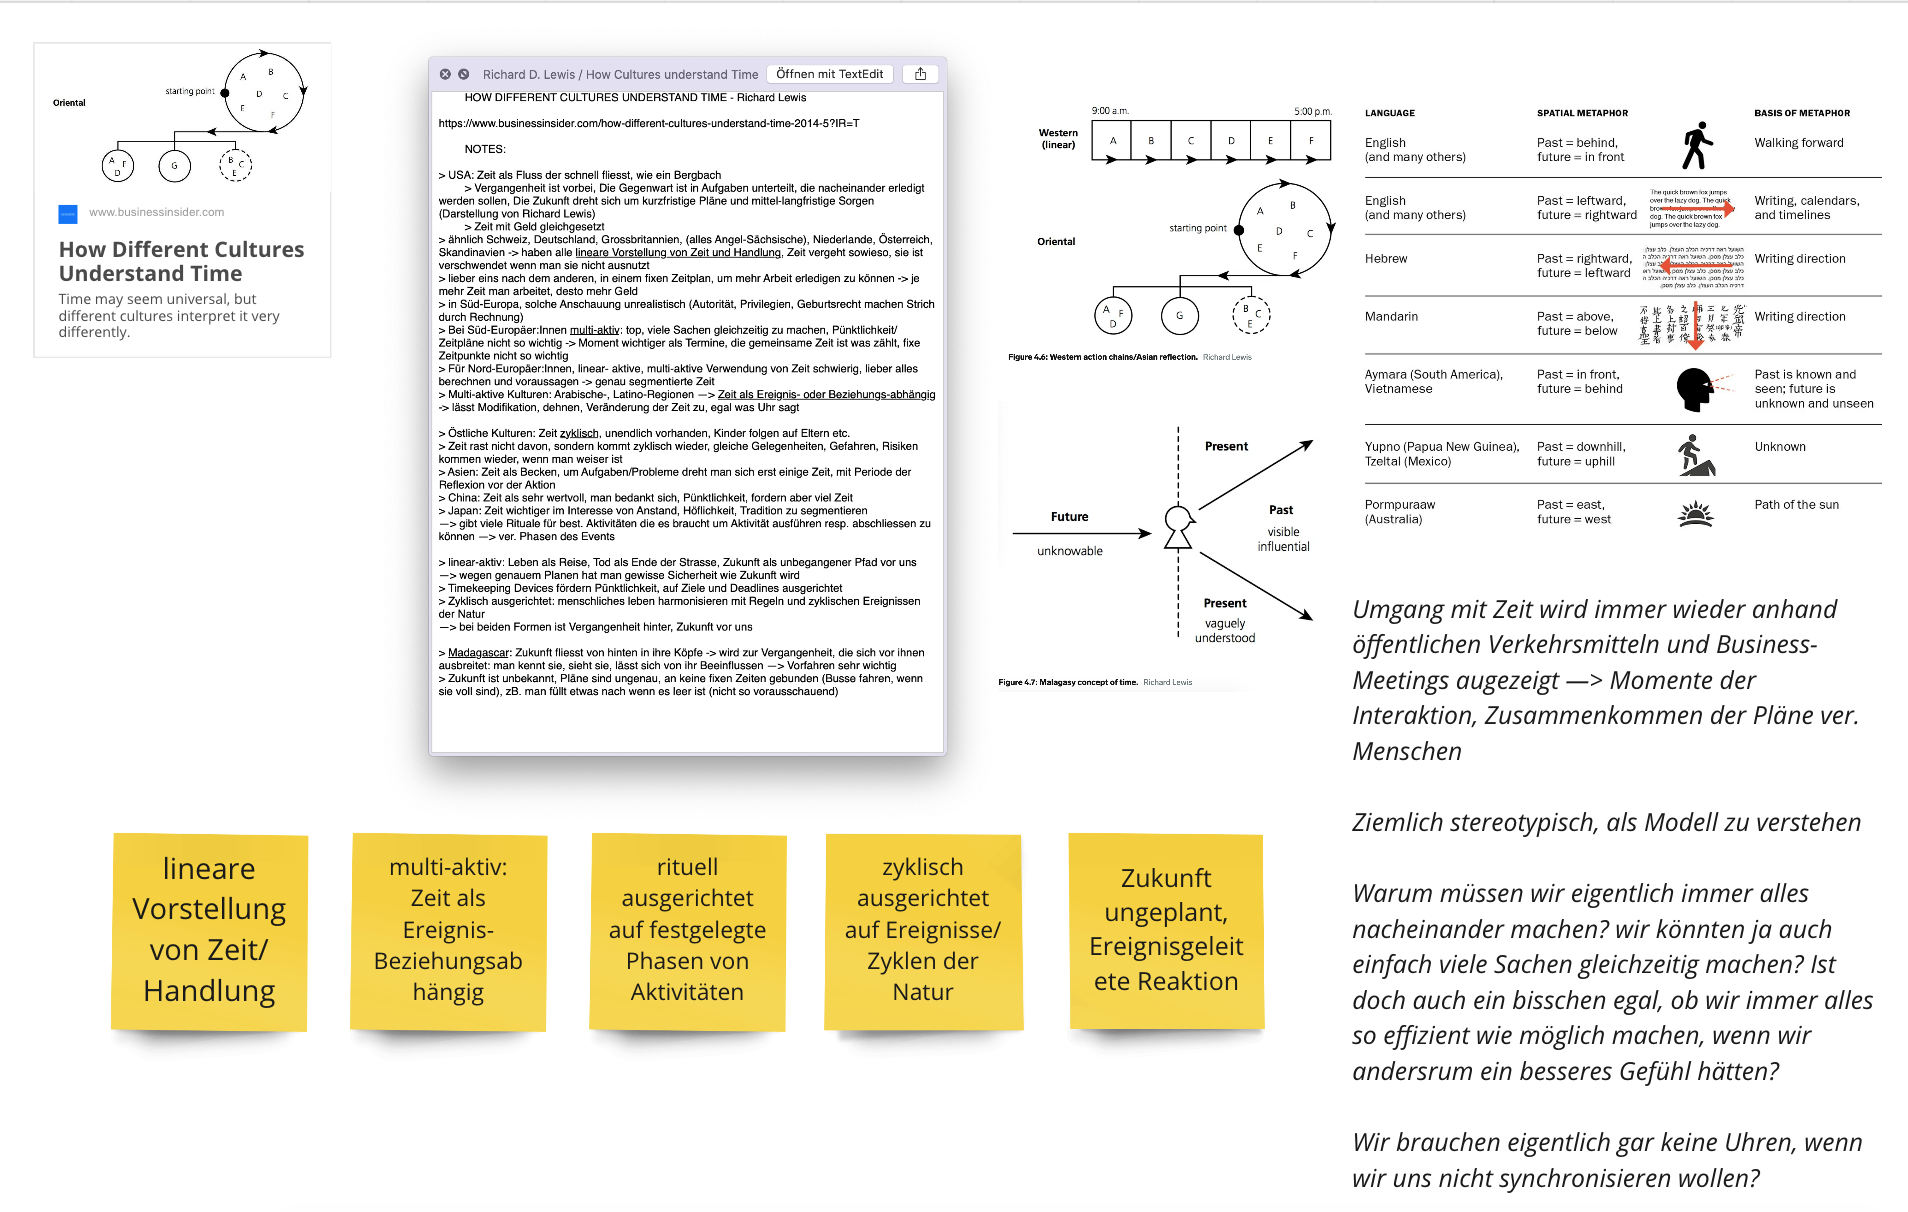 Oriental
starting point
A
B
C
D
E
F
A
F
D
G
B
C
E
www.businessinsider.com
How Different Cultures
Understand Time
Time may seem universal, but
different cultures interpret it very
differently.
Richard D. Lewis / How Cultures understand Time
Öffnen mit TextEdit
HOW DIFFERENT CULTURES UNDERSTAND TIME - Richard Lewis
https://www.businessinsider.com/how-different-cultures-understand-time-2014-5?IR=T
NOTES:
> USA: Zeit als Fluss der schnell fliesst, wie ein Bergbach
> Vergangenheit ist vorbei, Die Gegenwart ist in Aufgaben unterteilt, die nacheinander erledigt
werden sollen, Die Zukunft dreht sich um kurzfristige Pläne und mittel-langfristige Sorgen
(Darstellung von Richard Lewis)
> Zeit mit Geld gleichgesetzt
> ähnlich Schweiz, Deutschland, Grossbritannien, (alles Angel-Sächsische), Niederlande, Österreich,
Skandinavien -> haben alle lineare Vorstellung von Zeit und Handlung, Zeit vergeht sowieso, sie ist
verschwendet wenn man sie nicht ausnutzt
> lieber eins nach dem anderen, in einem fixen Zeitplan, um mehr Arbeit erledigen zu können -> je
mehr Zeit man arbeitet, desto mehr Geld
> in Süd-Europa, solche Anschauung unrealistisch (Autorität, Privilegien, Geburtsrecht machen Strich
durch Rechnung)
> Bei Süd-Europäer:Innen multi-aktiv: top, viele Sachen gleichzeitig zu machen, Pünktlichkeit/
Zeitpläne nicht so wichtig -> Moment wichtiger als Termine, die gemeinsame Zeit ist was zählt, fixe
Zeitpunkte nicht so wichtig
> Für Nord-Europäer:Innen, linear- aktive, multi-aktive Verwendung von Zeit schwierig, lieber alles
berechnen und voraussagen -> genau segmentierte Zeit
> Multi-aktive Kulturen: Arabische-, Latino-Regionen —> Zeit als Ereignis- oder Beziehungs-abhängig
-> lässt Modifikation, dehnen, Veränderung der Zeit zu, egal was Uhr sagt
> Östliche Kulturen: Zeit zyklisch, unendlich vorhanden, Kinder folgen auf Eltern etc.
> Zeit rast nicht davon, sondern kommt zyklisch wieder, gleiche Gelegenheiten, Gefahren, Risiken
kommen wieder, wenn man weiser ist
> Asien: Zeit als Becken, um Aufgaben/Probleme dreht man sich erst einige Zeit, mit Periode der
Reflexion vor der Aktion
> China: Zeit als sehr wertvoll, man bedankt sich, Pünktlichkeit, fordern aber viel Zeit
> Japan: Zeit wichtiger im Interesse von Anstand, Höflichkeit, Tradition zu segmentieren
—> gibt viele Rituale für best. Aktivitäten die es braucht um Aktivität ausführen resp. abschliessen zu
können —> ver. Phasen des Events
> linear-aktiv: Leben als Reise, Tod als Ende der Strasse, Zukunft als unbegangener Pfad vor uns
—> wegen genauem Planen hat man gewisse Sicherheit wie Zukunft wird
> Timekeeping Devices fördern Pünktlichkeit, auf Ziele und Deadlines ausgerichtet
> Zyklisch ausgerichtet: menschliches leben harmonisieren mit Regeln und zyklischen Ereignissen
der Natur
—> bei beiden Formen ist Vergangenheit hinter, Zukunft vor uns
> Madagascar: Zukunft fliesst von hinten in ihre Köpfe -> wird zur Vergangenheit, die sich vor ihnen
ausbreitet: man kennt sie, sieht sie, lässt sich von ihr Beeinflussen —> Vorfahren sehr wichtig
> Zukunft ist unbekannt, Pläne sind ungenau, an keine fixen Zeiten gebunden (Busse fahren, wenn
sie voll sind), zB. man füllt etwas nach wenn es leer ist (nicht so vorausschauend)
9:00 a.m.
5:00 p.m.
Western
(linear)
A B C D E F
Oriental
starting point
A
B
C
D
E
F
A
F
D
G
B
C
E
Figure 4.6: Western action chains/Asian reflection. Richard Lewis
Present
Future
unknowable
Past
visible
influential
Present
vaguely
understood
Figure 4.7: Malagasy concept of time. Richard Lewis
LANGUAGE SPATIAL METAPHOR BASIS OF METAPHOR
English
(and many others)
Past = behind,
future = in front
Walking forward
English
(and many others)
Past = leftward,
future = rightward
The quick brown fox jumps
over the lazy dog. The quick
brown fox jumps over the lazy
dog. The quick brown fox
jumps over the lazy dog.
Writing, calendars,
and timelines
Hebrew
Past = rightward,
future = leftward
Writing direction
Mandarin
Past = above,
future = below
Writing direction
Aymara (South America),
Vietnamese
Past = in front,
future = behind
Past is known and
seen; future is
unknown and unseen
Yupno (Papua New Guinea),
Tzeltal (Mexico)
Past = downhill,
future = uphill
Unknown
Pormpuraaw
(Australia)
Past = east,
future = west
Path of the sun
Umgang mit Zeit wird immer wieder anhand
öffentlichen Verkehrsmitteln und Business-
Meetings augezeigt —> Momente der
Interaktion, Zusammenkommen der Pläne ver.
Menschen
Ziemlich stereotypisch, als Modell zu verstehen
Warum müssen wir eigentlich immer alles
nacheinander machen? wir könnten ja auch
einfach viele Sachen gleichzeitig machen? Ist
doch auch ein bisschen egal, ob wir immer alles
so effizient wie möglich machen, wenn wir
andersrum ein besseres Gefühl hätten?
Wir brauchen eigentlich gar keine Uhren, wenn
wir uns nicht synchronisieren wollen?
lineare
Vorstellung
von Zeit/
Handlung
multi-aktiv:
Zeit als
Ereignis-
Beziehungsab
hängig
rituell
ausgerichtet
auf festgelegte
Phasen von
Aktivitäten
zyklisch
ausgerichtet
auf Ereignisse/
Zyklen der
Natur
Zukunft
ungeplant,
Ereignisgeleit
ete Reaktion